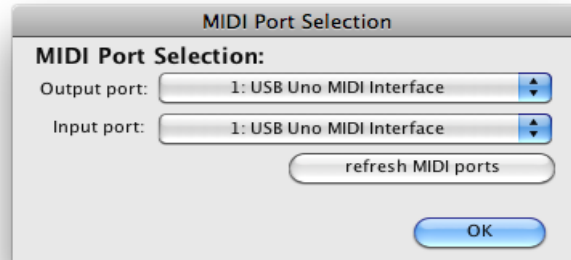 MIDI Port Selection
MIDI Port Selection:
Output port: 1: USB Uno MIDI Interface
Input port: 1: USB Uno MIDI Interface
refresh MIDI ports
OK